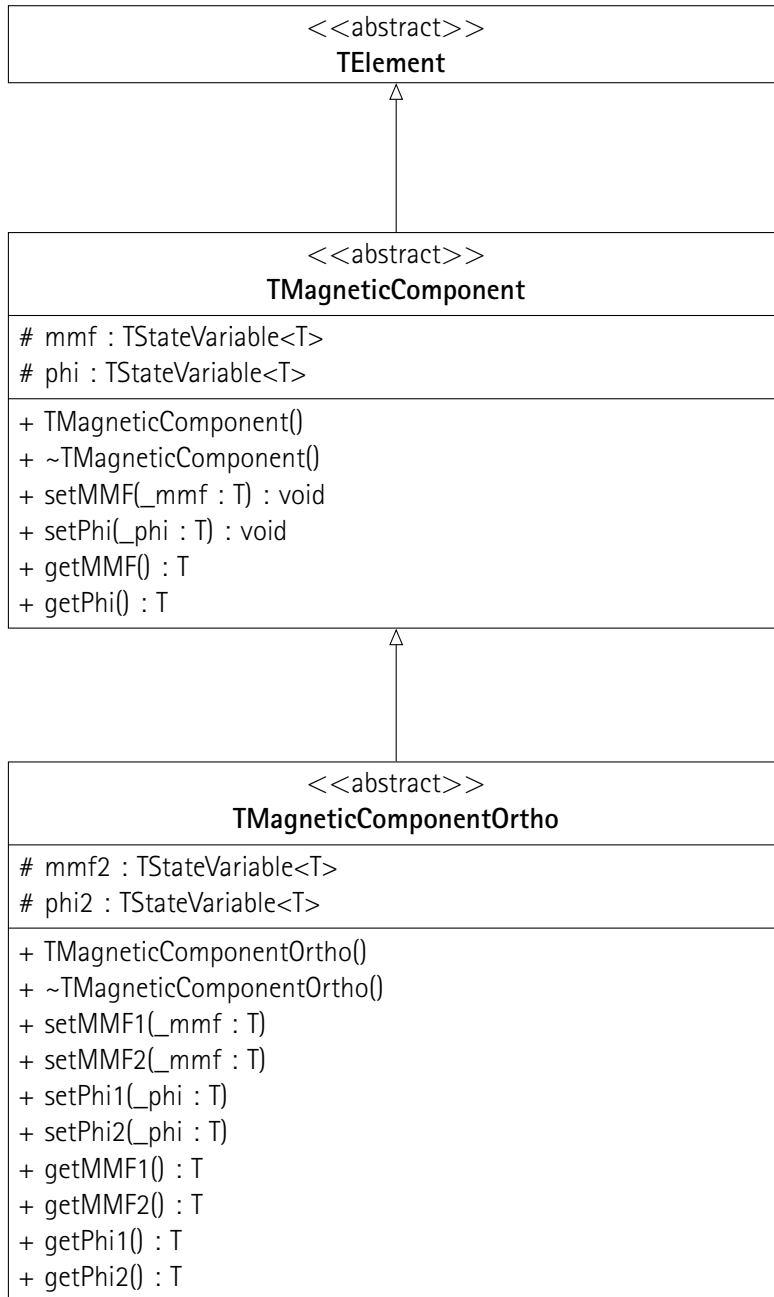 <<abstract>>
TElement
<<abstract>>
TMagneticComponent
# mmf : TStateVariable<T>
# phi : TStateVariable<T>
+ TMagneticComponent()
+ ~TMagneticComponent()
+ setMMF(_mmf : T) : void
+ setPhi(_phi : T) : void
+ getMMF() : T
+ getPhi() : T
<<abstract>>
TMagneticComponentOrtho
# mmf2 : TStateVariable<T>
# phi2 : TStateVariable<T>
+ TMagneticComponentOrtho()
+ ~TMagneticComponentOrtho()
+ setMMF1(_mmf : T)
+ setMMF2(_mmf : T)
+ setPhi1(_phi : T)
+ setPhi2(_phi : T)
+ getMMF1() : T
+ getMMF2() : T
+ getPhi1() : T
+ getPhi2() : T